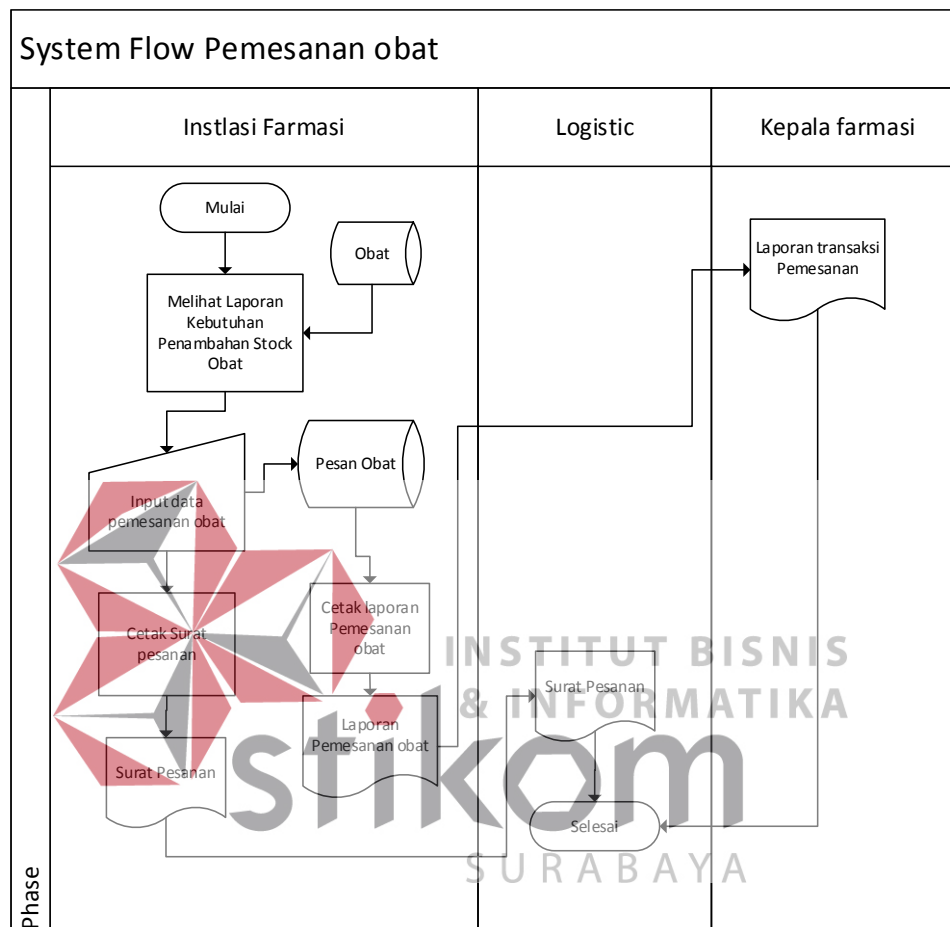 System Flow Pemesanan obat
Instlasi Farmasi
Logistic
Kepala farmasi
Mulai
Obat
Laporan transaksi
Pemesanan
Melihat Laporan
Kebutuhan
Penambahan Stock
Obat
Pesan Obat
Input data
pemesanan obat
Cetak laporan
Pemesanan
obat
Cetak Surat
pesanan
INSTITUT BISNIS
& INFORMATIKA
Surat Pesanan
Laporan
Pemesanan obat
Surat Pesanan
stikom
Selesai
SURABAYA
Phase